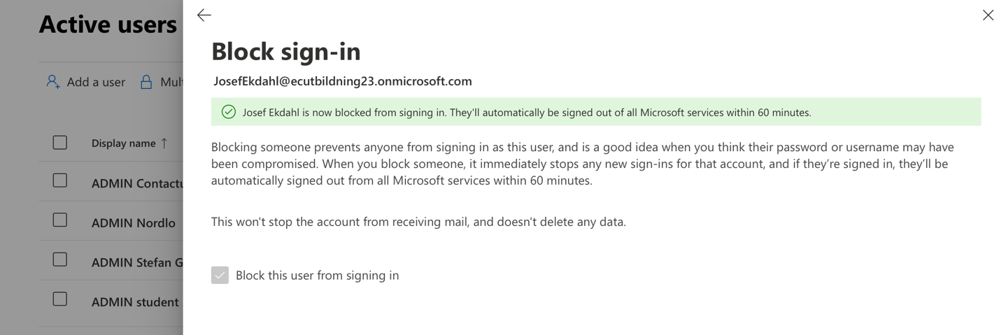 Active users
Add a user
Display name ↑
ADMIN
ADMIN Nordlo
ADMIN Stefan
ADMIN student
Block sign-in
JosefEkdahl@ecutbildning23.onmicrosoft.com
Josef Ekdahl is now blocked from signing in. They'll automatically be signed out of all Microsoft services within 60 minutes.
Blocking someone prevents anyone from signing in as this user, and is a good idea when you think their password or username may have
been compromised. When you block someone, it immediately stops any new sign-ins for that account, and if they’re signed in, they’ll be
automatically signed out from all Microsoft services within 60 minutes.
This won't stop the account from receiving mail, and doesn't delete any data.
Block this user from signing in